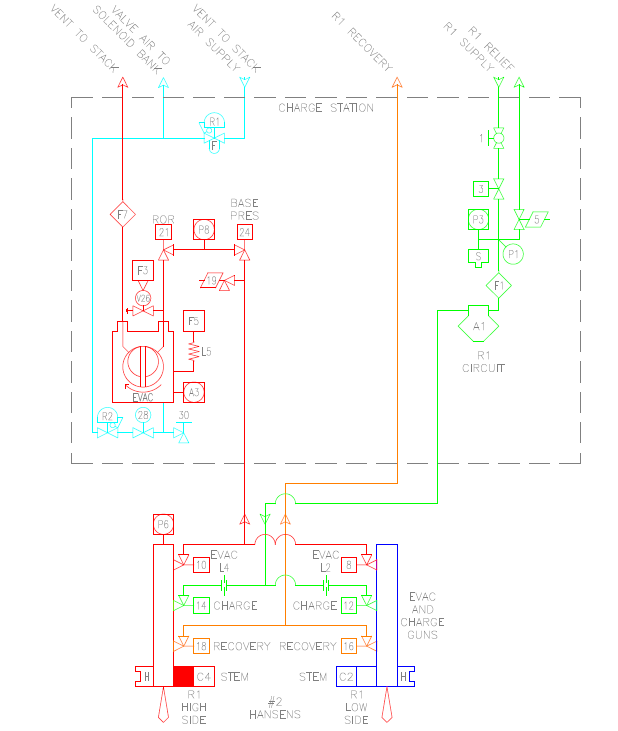 VENT TO STACK
VALVE AIR TO
SOLENOID BANK
VENT TO STACK
AIR SUPPLY
R1 RECOVERY
R1 SUPPLY
R1 RELIEF
CHARGE STATION
R1
F
1
3
P3
5
S
P1
F1
A1
R1
CIRCUIT
F7
ROR
21
P8
BASE
PRES
24
19
F3
V26
F5
L5
EVAC
A3
R2
28
30
P6
10
EVAC
L4
EVAC
L2
8
14
CHARGE
CHARGE
12
EVAC
AND
CHARGE
GUNS
18
RECOVERY
RECOVERY
16
H
C4
STEM
STEM
C2
H
R1
HIGH
SIDE
#2
HANSENS
R1
LOW
SIDE